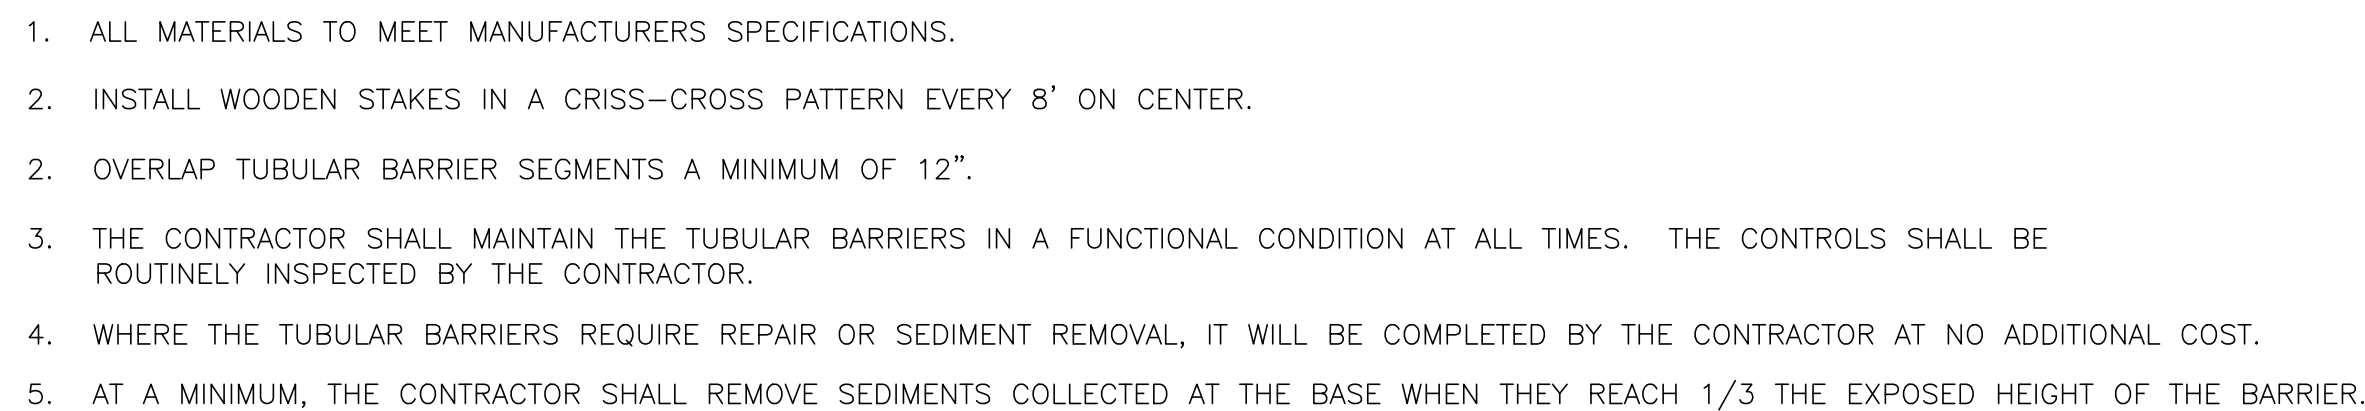 1. ALL MATERIALS TO MEET MANUFACTURERS SPECIFICATIONS.
2. INSTALL WOODEN STAKES IN A CRISS-CROSS PATTERN EVERY 8' ON CENTER.
2. OVERLAP TUBULAR BARRIER SEGMENTS A MINIMUM OF 12".
3. THE CONTRACTOR SHALL MAINTAIN THE TUBULAR BARRIERS IN A FUNCTIONAL CONDITION AT ALL TIMES. THE CONTROLS SHALL BE
ROUTINELY INSPECTED BY THE CONTRACTOR.
4. WHERE THE TUBULAR BARRIERS REQUIRE REPAIR OR SEDIMENT REMOVAL, IT WILL BE COMPLETED BY THE CONTRACTOR AT NO ADDITIONAL COST.
5. AT A MINIMUM, THE CONTRACTOR SHALL REMOVE SEDIMENTS COLLECTED AT THE BASE WHEN THEY REACH 1/3 THE EXPOSED HEIGHT OF THE BARRIER.